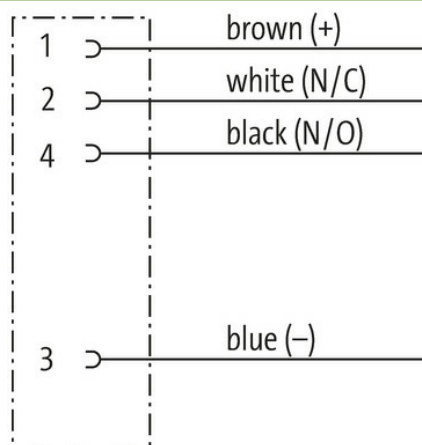 1 brown (+)
2 white (N/C)
4 black (N/O)
3 blue (–)